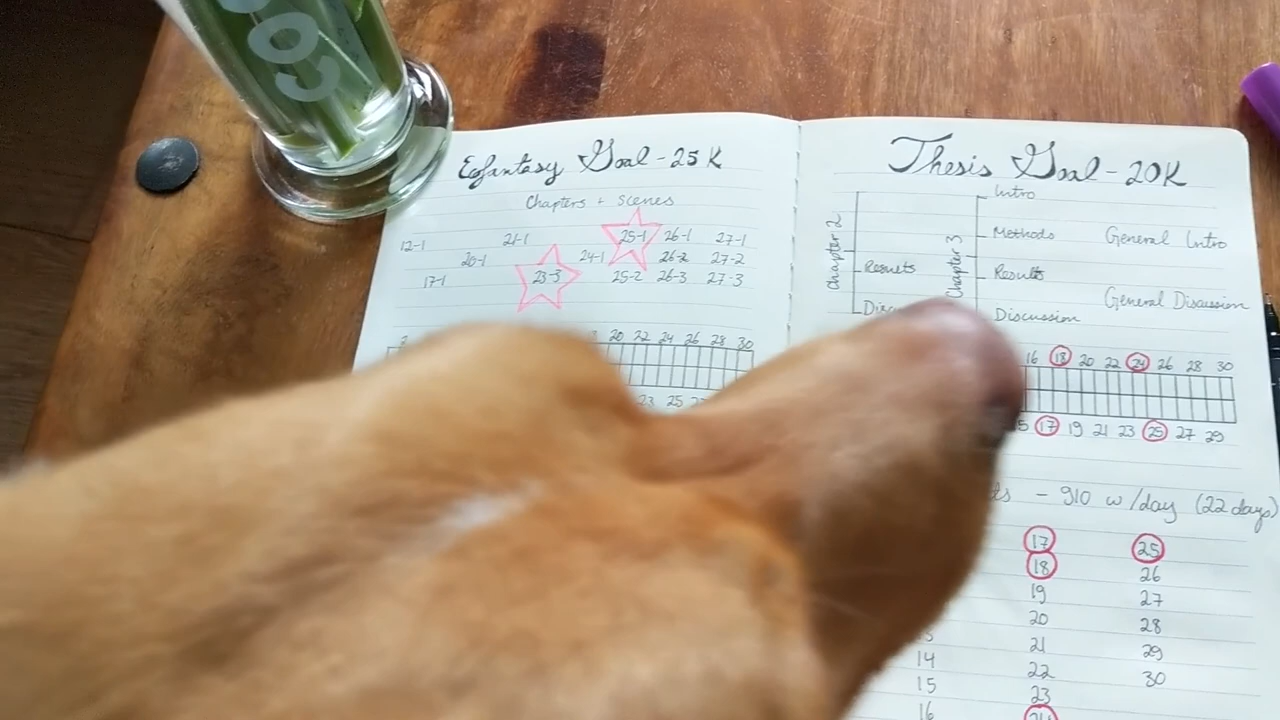 Ecofantasy Goal - 25K
Chapters + Scenes
12-1 21-1 25-1 26-1 27-1
20-1 24-1 26-2 27-2
17-1 23-3 25-2 26-3 27-3
20 22 24 26 28 30
23 25
Thesis Goal - 20K
Chapter 2
Results
Chapter 3
Intro
Methods
Results
Discussion
General Intro
General Discussion
16 18 20 22 24 26 28 30
17 19 21 23 25 27 29
- 910 w/day (22 days)
17 25
18 26
19 27
20 28
21 29
14 22 30
15 23
16 24